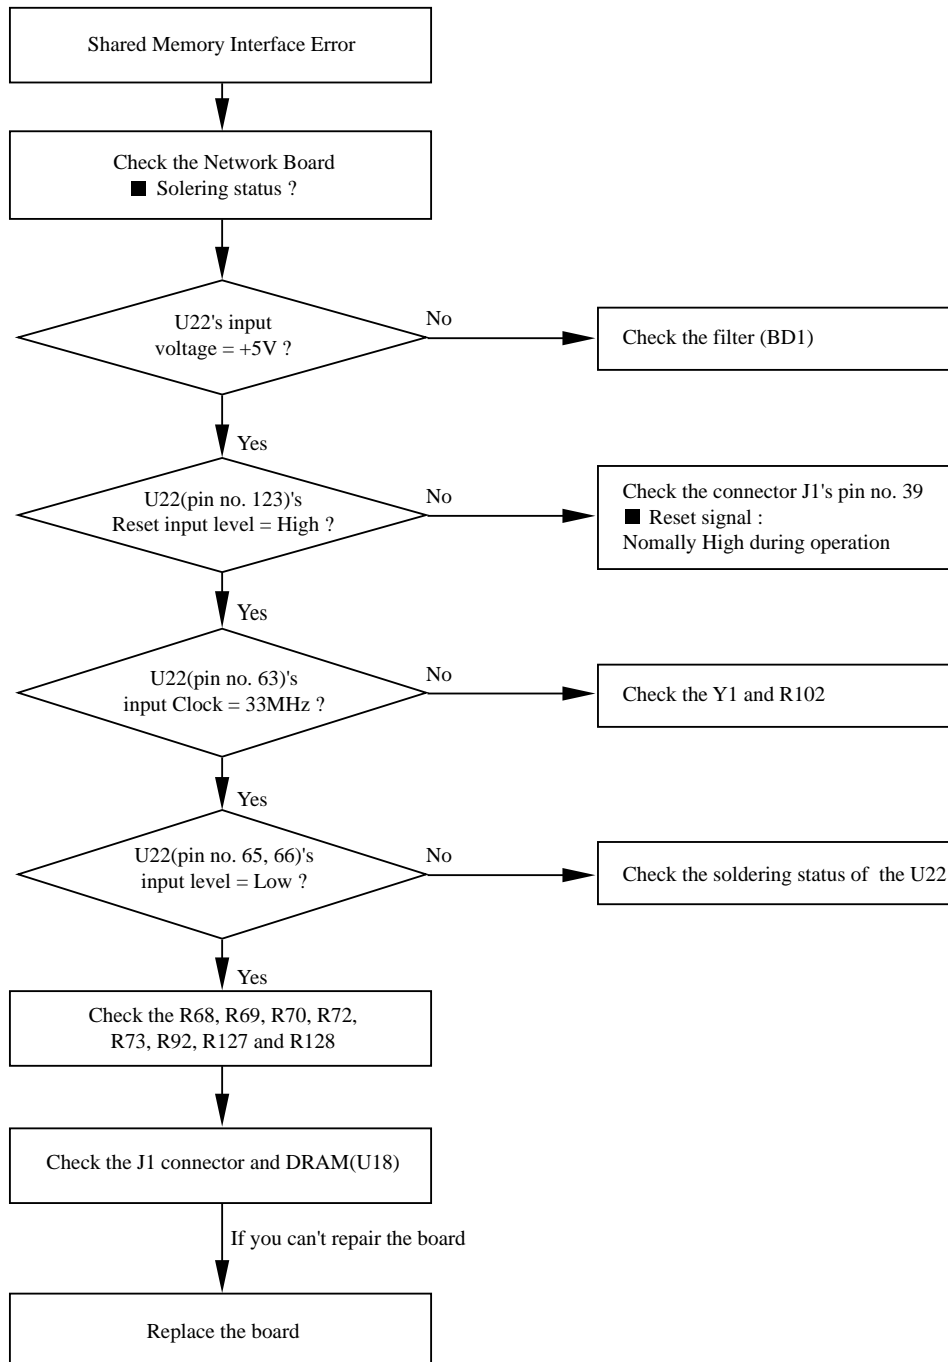 Shared Memory Interface Error
Check the Network Board
■ Solering status ?
U22's input
voltage = +5V ?
No
Check the filter (BD1)
Yes
U22(pin no. 123)'s
Reset input level = High ?
No
Check the connector J1's pin no. 39
■ Reset signal :
Nomally High during operation
Yes
U22(pin no. 63)'s
input Clock = 33MHz ?
No
Check the Y1 and R102
Yes
U22(pin no. 65, 66)'s
input level = Low ?
No
Check the soldering status of the U22
Yes
Check the R68, R69, R70, R72,
R73, R92, R127 and R128
Check the J1 connector and DRAM(U18)
If you can't repair the board
Replace the board